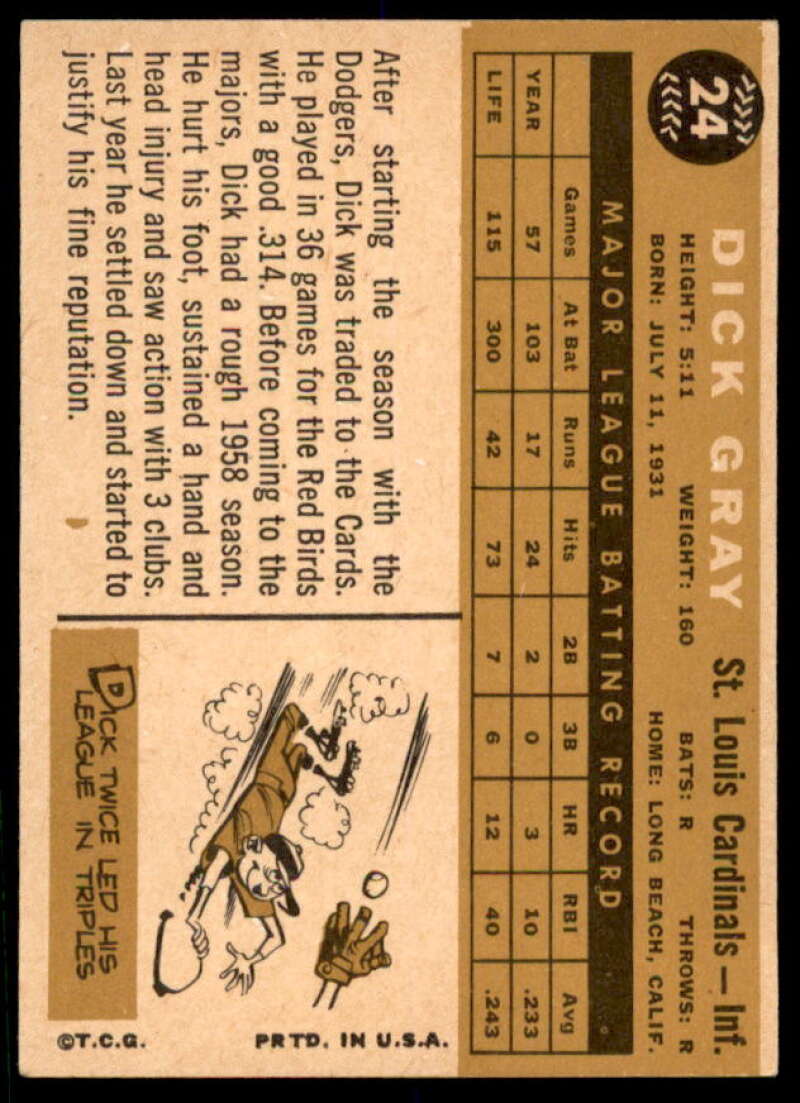 24
DICK GRAY St. Louis Cardinals — Inf.
HEIGHT: 5:11 WEIGHT: 160 BATS: R THROWS: R
BORN: JULY 11, 1931 HOME: LONG BEACH, CALIF.
MAJOR LEAGUE BATTING RECORD
Games At Bat Runs Hits 2B 3B HR RBI Avg
YEAR 57 103 17 24 2 0 3 10 .233
LIFE 115 300 42 73 7 6 12 40 .243
After starting the season with the
Dodgers, Dick was traded to the Cards.
He played in 36 games for the Red Birds
with a good .314. Before coming to the
majors, Dick had a rough 1958 season.
He hurt his foot, sustained a hand and
head injury and saw action with 3 clubs.
Last year he settled down and started to
justify his fine reputation.
DICK TWICE LED HIS
LEAGUE IN TRIPLES
©T.C.G. PRTD. IN U.S.A.